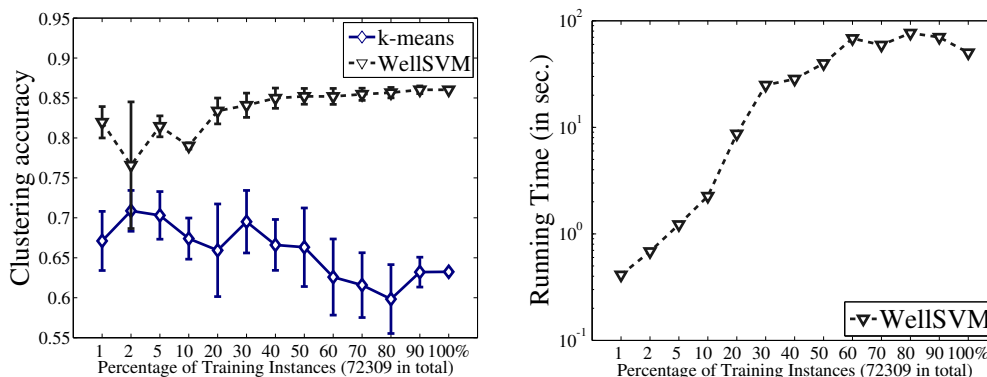 0.95
0.9
0.85
0.8
0.75
0.7
0.65
0.6
0.55
Clustering accuracy
k-means
WellSVM
1 2 5 10 20 30 40 50 60 70 80 90 100%
Percentage of Training Instances (72309 in total)
10^2
10^1
10^0
10^-1
Running Time (in sec.)
WellSVM
1 2 5 10 20 30 40 50 60 70 80 90 100%
Percentage of Training Instances (72309 in total)